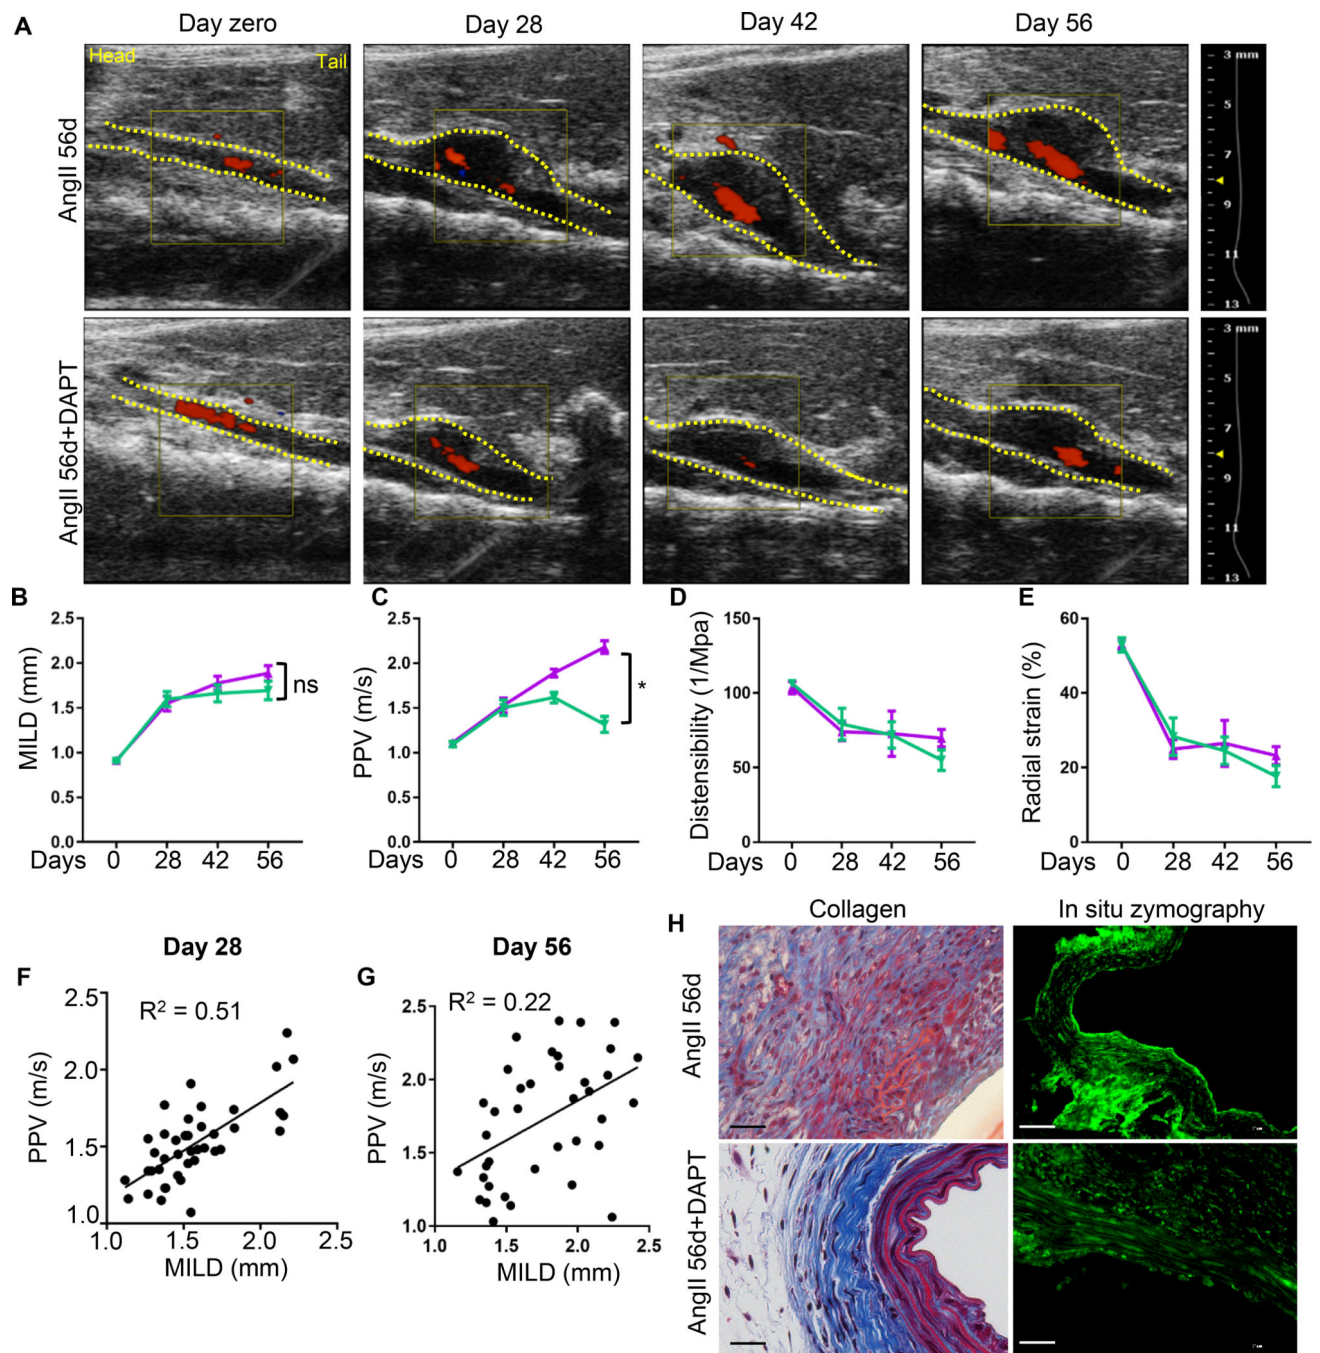 A
Day zero
Day 28
Day 42
Day 56
Head
Tail
AngII 56d
3 mm
5
7
9
11
13
AngII 56d+DAPT
3 mm
5
7
9
11
13
B
MILD (mm)
2.5
2.0
1.5
1.0
0.5
0.0
ns
Days 0 28 42 56
C
PPV (m/s)
2.5
2.0
1.5
1.0
0.5
0.0
*
Days 0 28 42 56
D
Distensibility (1/Mpa)
150
100
50
0
Days 0 28 42 56
E
Radial strain (%)
60
40
20
0
Days 0 28 42 56
Day 28
F
R² = 0.51
PPV (m/s)
2.5
2.0
1.5
1.0
1.0 1.5 2.0 2.5
MILD (mm)
Day 56
G
R² = 0.22
PPV (m/s)
2.5
2.0
1.5
1.0
1.0 1.5 2.0 2.5
MILD (mm)
H
Collagen
In situ zymography
AngII 56d
AngII 56d+DAPT